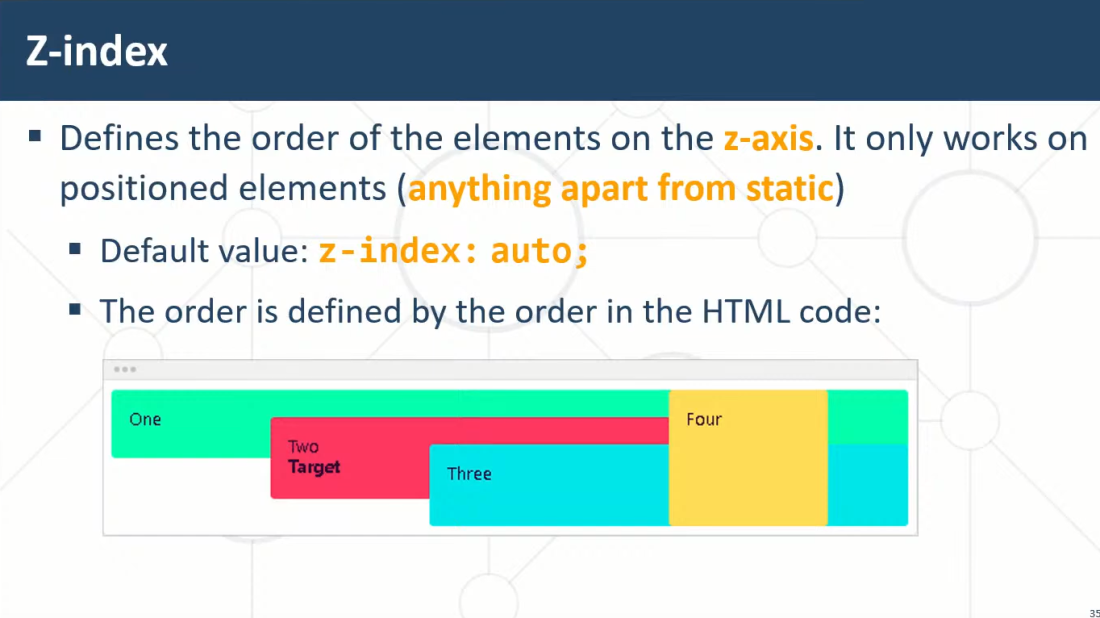 Z-index
▪ Defines the order of the elements on the z-axis. It only works on
positioned elements (anything apart from static)
▪ Default value: z-index: auto;
▪ The order is defined by the order in the HTML code:
One
Four
Two
Target
Three
35